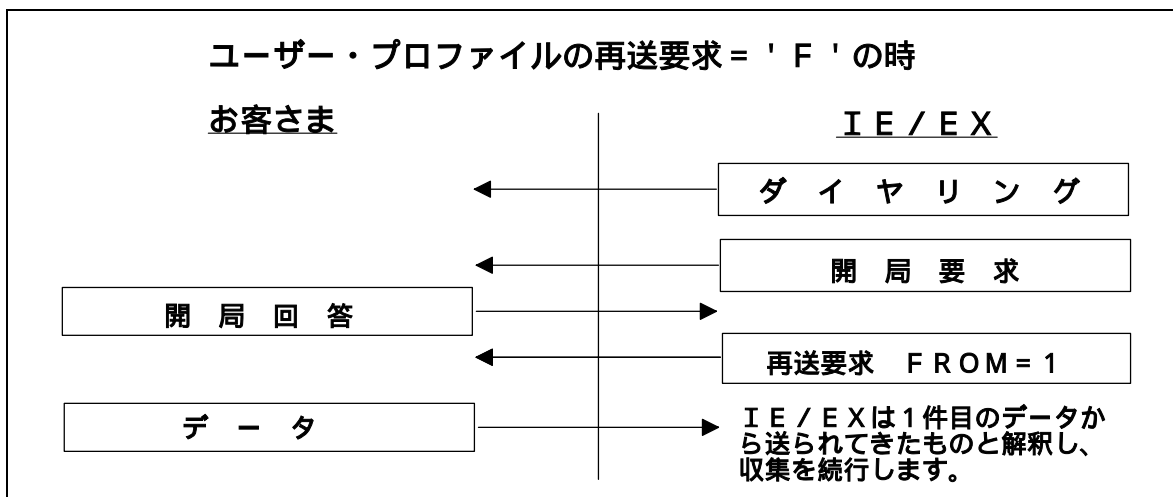 ユーザー・プロファイルの再送要求＝＇Ｆ＇の時
お客さま
ＩＥ／ＥＸ
ダイヤリング
開局要求
開局回答
再送要求　ＦＲＯＭ＝１
データ
ＩＥ／ＥＸは１件目のデータか
ら送られてきたものと解釈し、
収集を続行します。